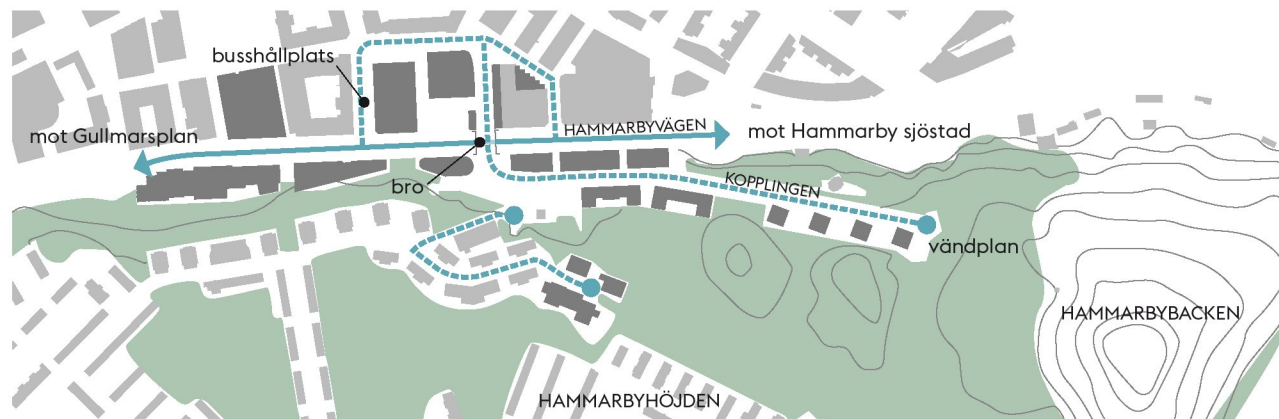 busshållplats
mot Gullmarsplan
HAMMARBYVÄGEN
mot Hammarby sjöstad
bro
KOPPLINGEN
vändplan
HAMMARBYBACKEN
HAMMARBYHÖJDEN